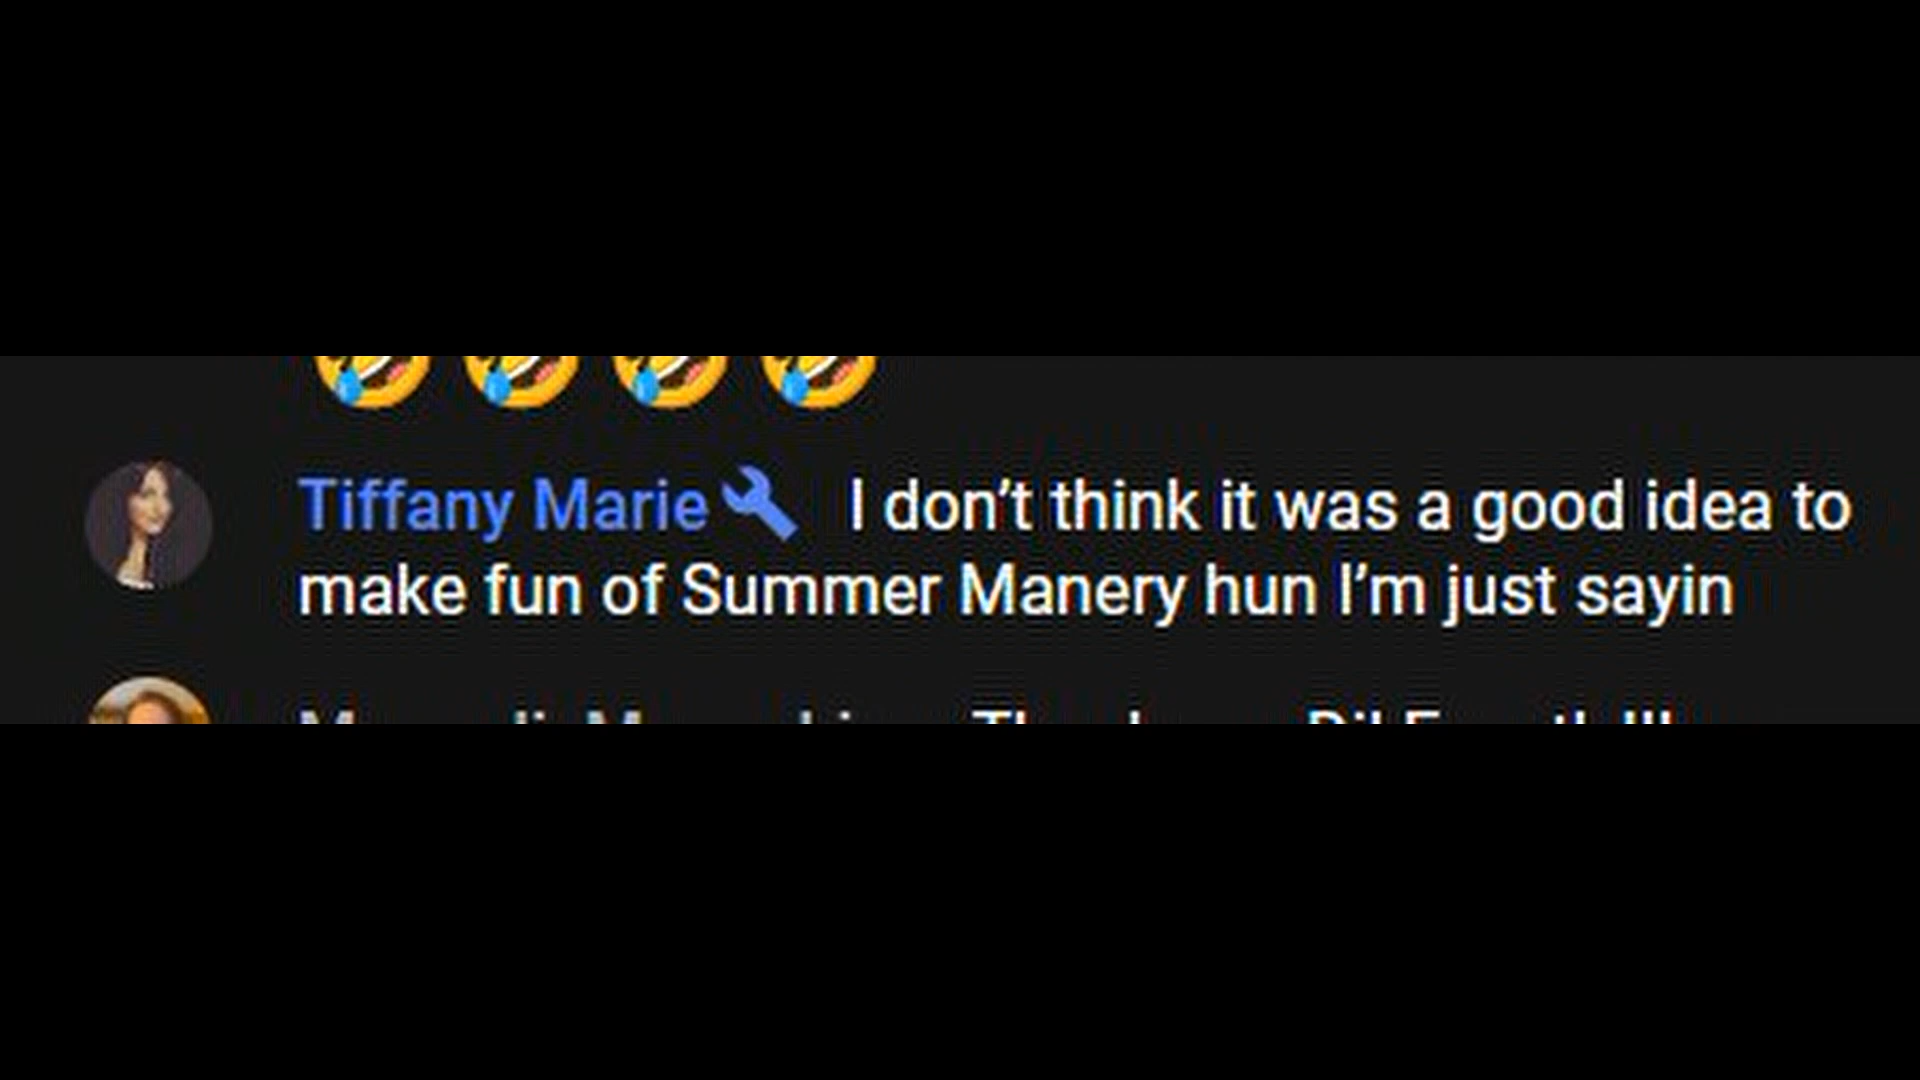 🤣🤣🤣🤣
Tiffany Marie I don't think it was a good idea to
make fun of Summer Manery hun I'm just sayin